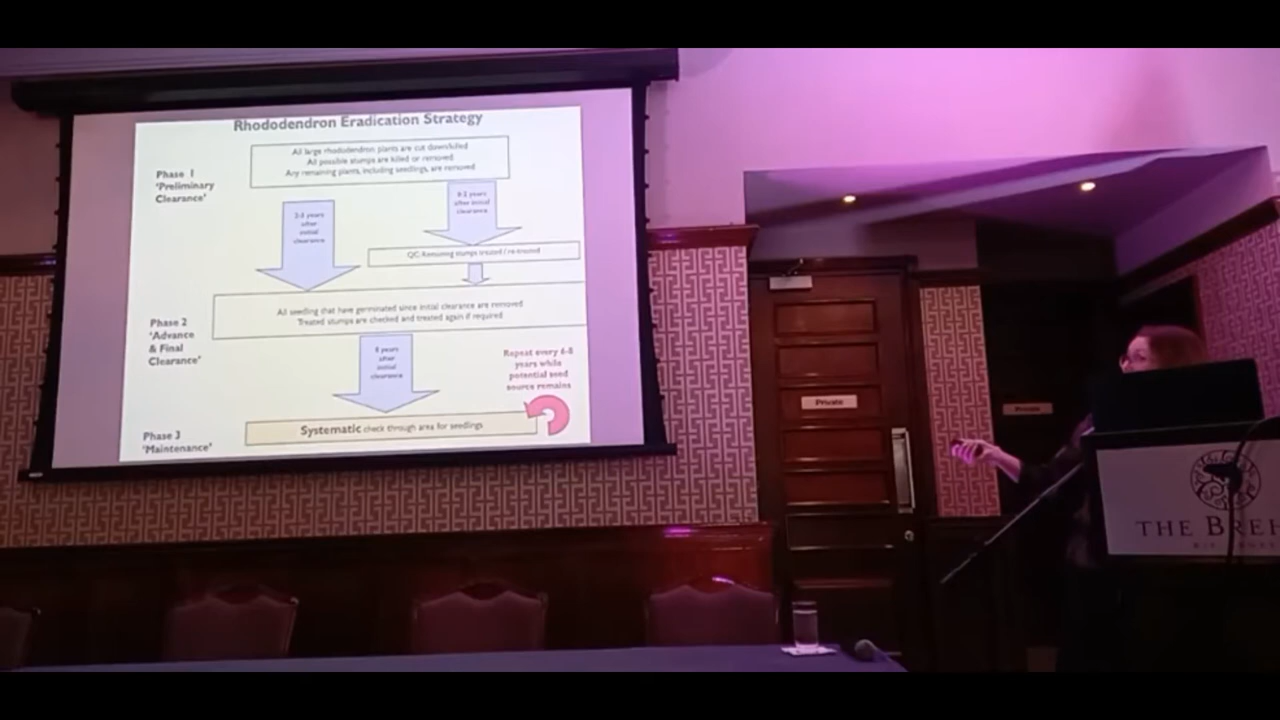 Rhododendron Eradication Strategy
Phase 1
'Preliminary
Clearance'
All large rhododendron plants are cut down/killed
All possible stumps are killed or removed
Any remaining plants, including seedlings, are removed
years
after
initial
clearance
0-2 years
after initial
clearance
QC: Remaining stumps treated / re-treated
Phase 2
'Advance
& Final
Clearance'
All seedling that have germinated since initial clearance are removed
Treated stumps are checked and treated again if required
years
after
initial
clearance
Repeat every 6-8
years while
potential seed
source remains
Phase 3
'Maintenance'
Systematic check through area for seedlings
Private
Private
THE